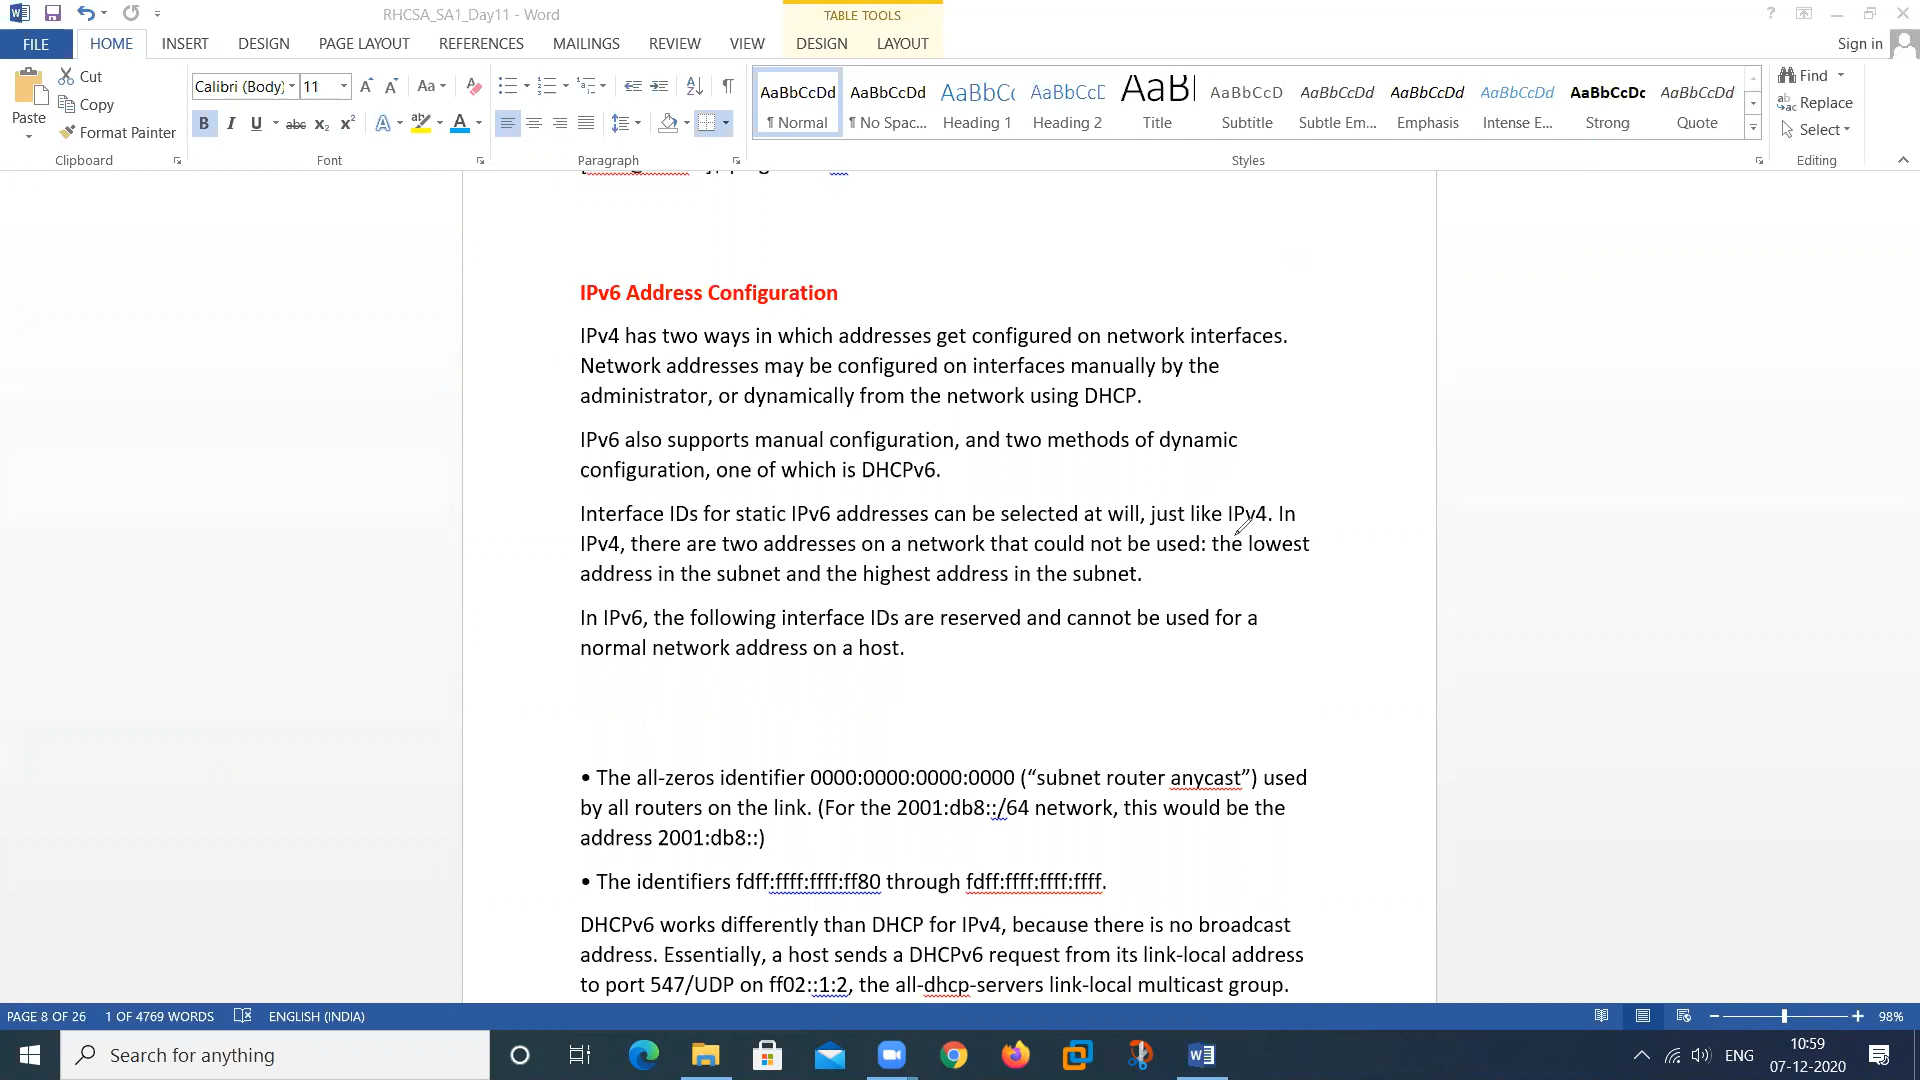 RHCSA_SA1_Day11 - Word
TABLE TOOLS
FILE HOME INSERT DESIGN PAGE LAYOUT REFERENCES MAILINGS REVIEW VIEW DESIGN LAYOUT Sign in
Paste
Cut
Copy
Format Painter
Clipboard
Calibri (Body) 11
Font
Paragraph
AaBbCcDd AaBbCcDd AaBbCc AaBbCcD AaBl AaBbCcD AaBbCcDd AaBbCcDd AaBbCcDd AaBbCcDc AaBbCcDd
¶ Normal ¶ No Spac... Heading 1 Heading 2 Title Subtitle Subtle Em... Emphasis Intense E... Strong Quote
Styles
Find
Replace
Select
Editing
IPv6 Address Configuration
IPv4 has two ways in which addresses get configured on network interfaces.
Network addresses may be configured on interfaces manually by the
administrator, or dynamically from the network using DHCP.
IPv6 also supports manual configuration, and two methods of dynamic
configuration, one of which is DHCPv6.
Interface IDs for static IPv6 addresses can be selected at will, just like IPv4. In
IPv4, there are two addresses on a network that could not be used: the lowest
address in the subnet and the highest address in the subnet.
In IPv6, the following interface IDs are reserved and cannot be used for a
normal network address on a host.
• The all-zeros identifier 0000:0000:0000:0000 (“subnet router anycast”) used
by all routers on the link. (For the 2001:db8::/64 network, this would be the
address 2001:db8::)
• The identifiers fdff:ffff:ffff:ff80 through fdff:ffff:ffff:ffff.
DHCPv6 works differently than DHCP for IPv4, because there is no broadcast
address. Essentially, a host sends a DHCPv6 request from its link-local address
to port 547/UDP on ff02::1:2, the all-dhcp-servers link-local multicast group.
PAGE 8 OF 26 1 OF 4769 WORDS ENGLISH (INDIA) 98%
Search for anything
ENG
10:59
07-12-2020